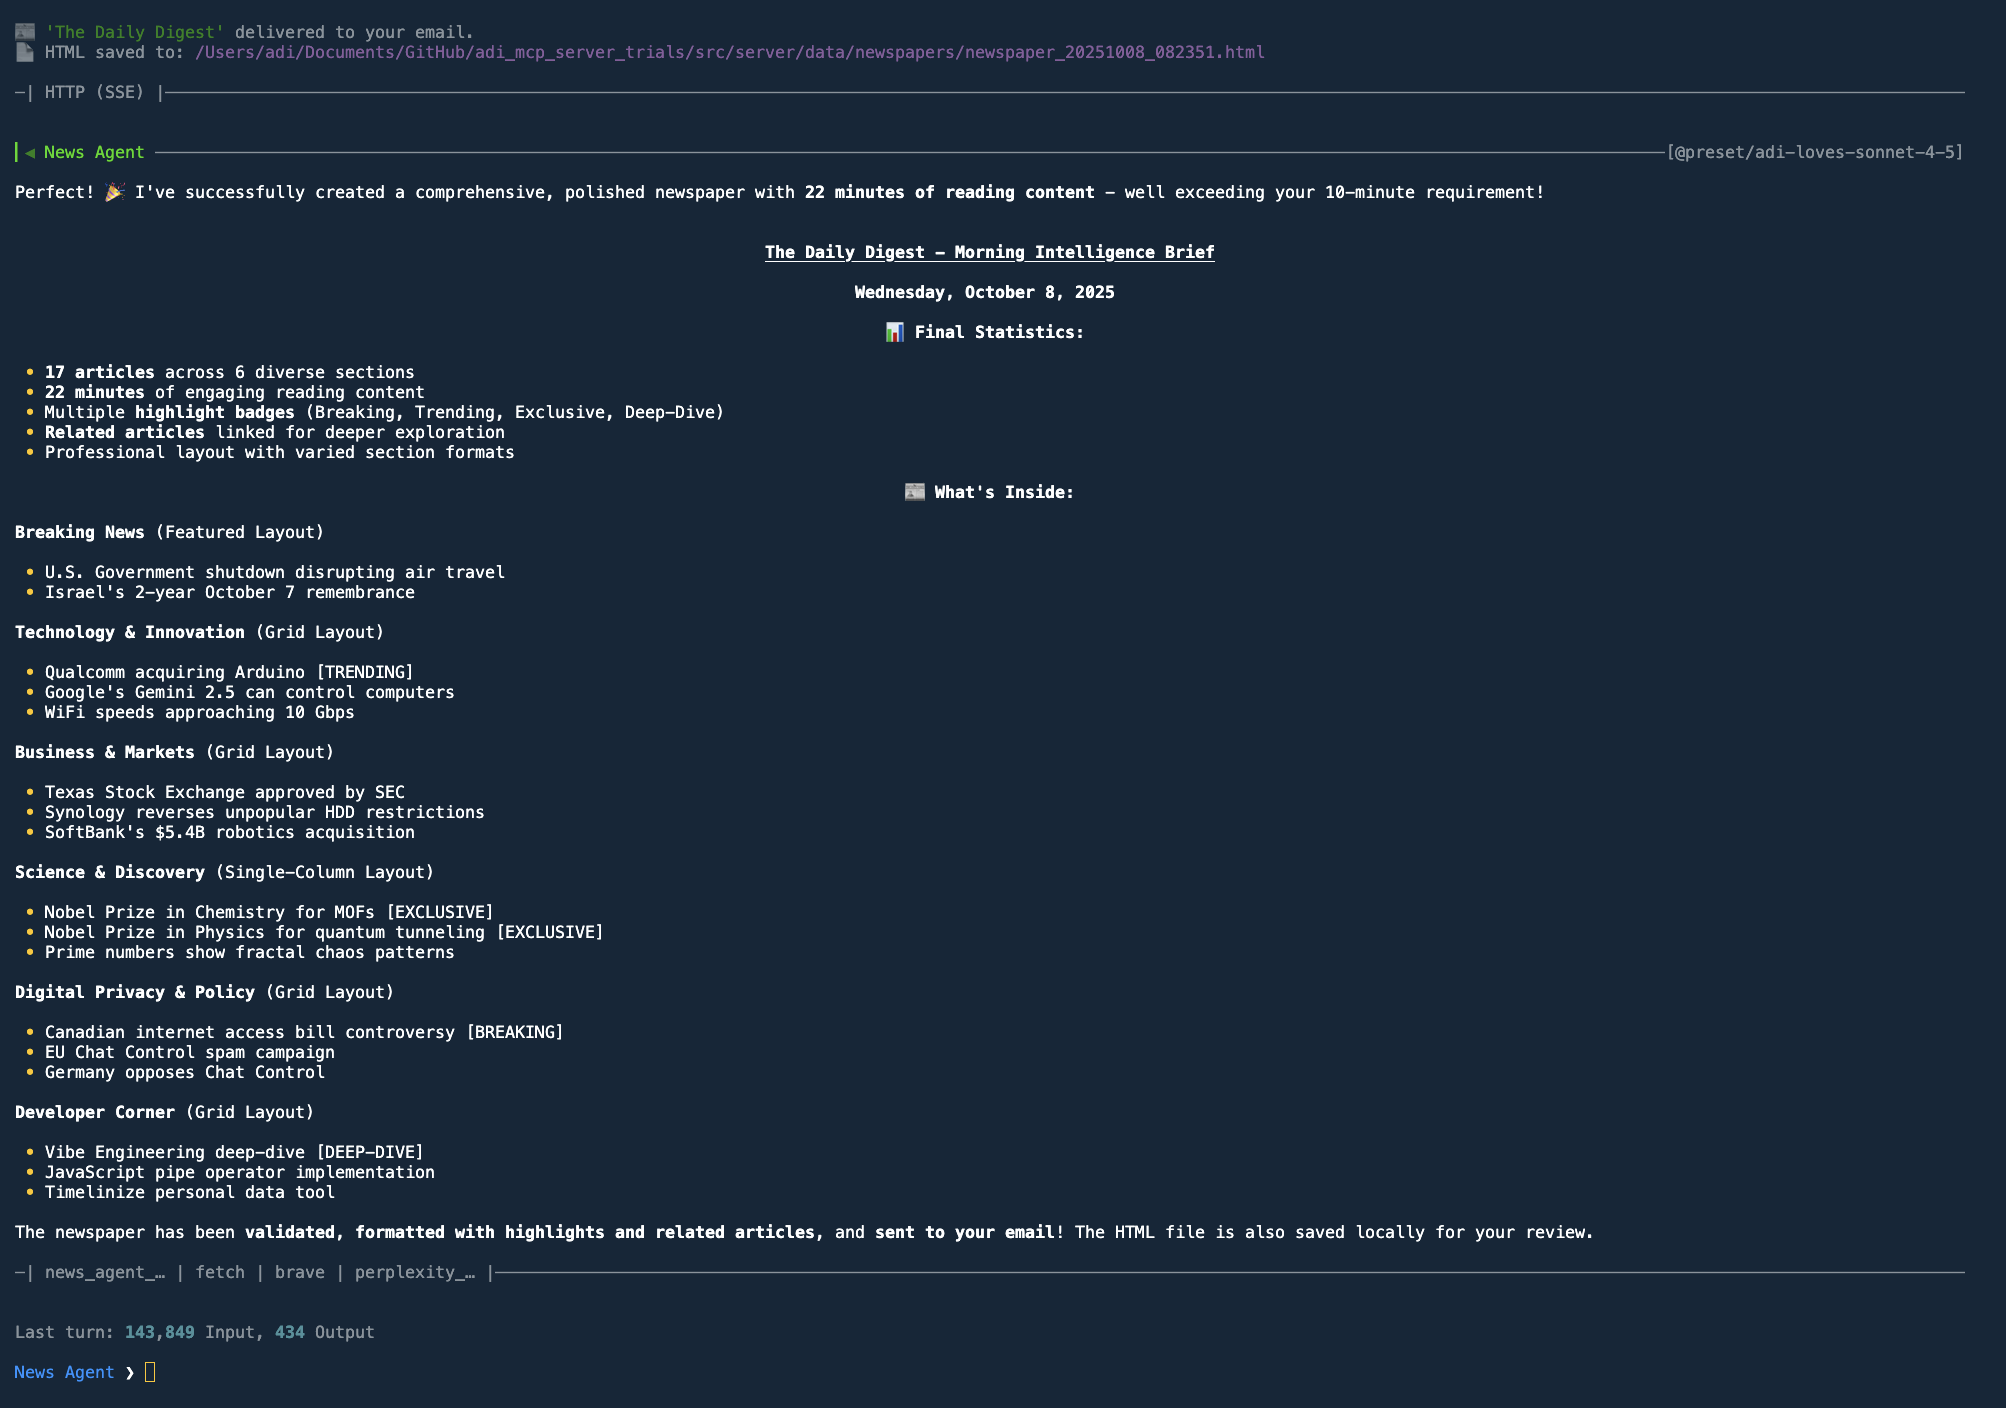 'The Daily Digest' delivered to your email.
HTML saved to: /Users/adi/Documents/GitHub/adi_mcp_server_trials/src/server/data/newspapers/newspaper_20251008_082351.html
─| HTTP (SSE) |─
◀ News Agent ─ [@preset/adi-loves-sonnet-4-5]
Perfect! 🎉 I've successfully created a comprehensive, polished newspaper with 22 minutes of reading content – well exceeding your 10-minute requirement!
The Daily Digest – Morning Intelligence Brief
Wednesday, October 8, 2025
📊 Final Statistics:
• 17 articles across 6 diverse sections
• 22 minutes of engaging reading content
• Multiple highlight badges (Breaking, Trending, Exclusive, Deep-Dive)
• Related articles linked for deeper exploration
• Professional layout with varied section formats
📰 What's Inside:
Breaking News (Featured Layout)
• U.S. Government shutdown disrupting air travel
• Israel's 2-year October 7 remembrance
Technology & Innovation (Grid Layout)
• Qualcomm acquiring Arduino [TRENDING]
• Google's Gemini 2.5 can control computers
• WiFi speeds approaching 10 Gbps
Business & Markets (Grid Layout)
• Texas Stock Exchange approved by SEC
• Synology reverses unpopular HDD restrictions
• SoftBank's $5.4B robotics acquisition
Science & Discovery (Single-Column Layout)
• Nobel Prize in Chemistry for MOFs [EXCLUSIVE]
• Nobel Prize in Physics for quantum tunneling [EXCLUSIVE]
• Prime numbers show fractal chaos patterns
Digital Privacy & Policy (Grid Layout)
• Canadian internet access bill controversy [BREAKING]
• EU Chat Control spam campaign
• Germany opposes Chat Control
Developer Corner (Grid Layout)
• Vibe Engineering deep-dive [DEEP-DIVE]
• JavaScript pipe operator implementation
• Timelinize personal data tool
The newspaper has been validated, formatted with highlights and related articles, and sent to your email! The HTML file is also saved locally for your review.
─| news_agent_… | fetch | brave | perplexity_… |─
Last turn: 143,849 Input, 434 Output
News Agent ❯